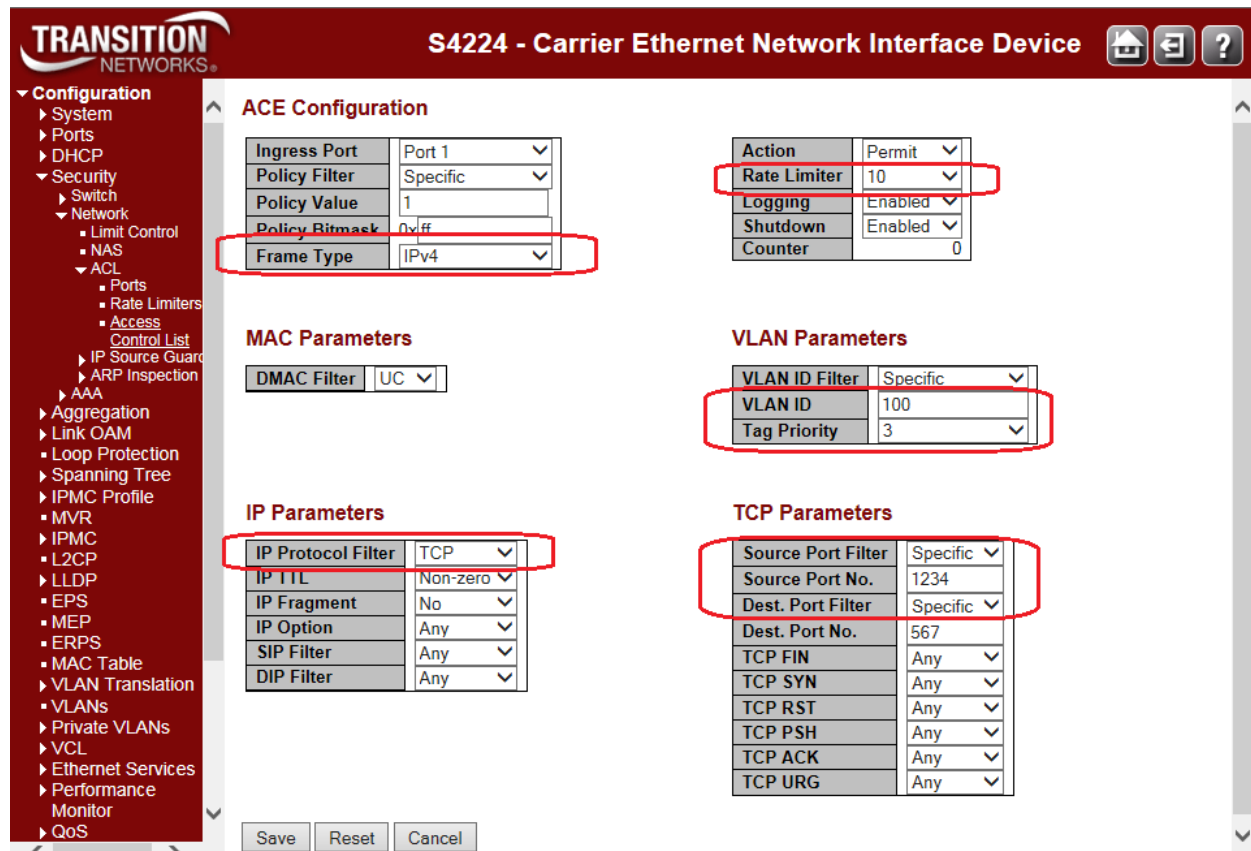 TRANSITION
NETWORKS®
S4224 - Carrier Ethernet Network Interface Device
?
Configuration
System
Ports
DHCP
Security
Switch
Network
Limit Control
NAS
ACL
Ports
Rate Limiters
Access
Control List
IP Source Guard
ARP Inspection
AAA
Aggregation
Link OAM
Loop Protection
Spanning Tree
IPMC Profile
MVR
IPMC
L2CP
LLDP
EPS
MEP
ERPS
MAC Table
VLAN Translation
VLANs
Private VLANs
VCL
Ethernet Services
Performance
Monitor
QoS
ACE Configuration
Ingress Port Port 1
Policy Filter Specific
Policy Value 1
Policy Bitmask 0x ff
Frame Type IPv4
Action Permit
Rate Limiter 10
Logging Enabled
Shutdown Enabled
Counter 0
MAC Parameters
DMAC Filter UC
VLAN Parameters
VLAN ID Filter Specific
VLAN ID 100
Tag Priority 3
IP Parameters
IP Protocol Filter TCP
IP TTL Non-zero
IP Fragment No
IP Option Any
SIP Filter Any
DIP Filter Any
TCP Parameters
Source Port Filter Specific
Source Port No. 1234
Dest. Port Filter Specific
Dest. Port No. 567
TCP FIN Any
TCP SYN Any
TCP RST Any
TCP PSH Any
TCP ACK Any
TCP URG Any
Save Reset Cancel